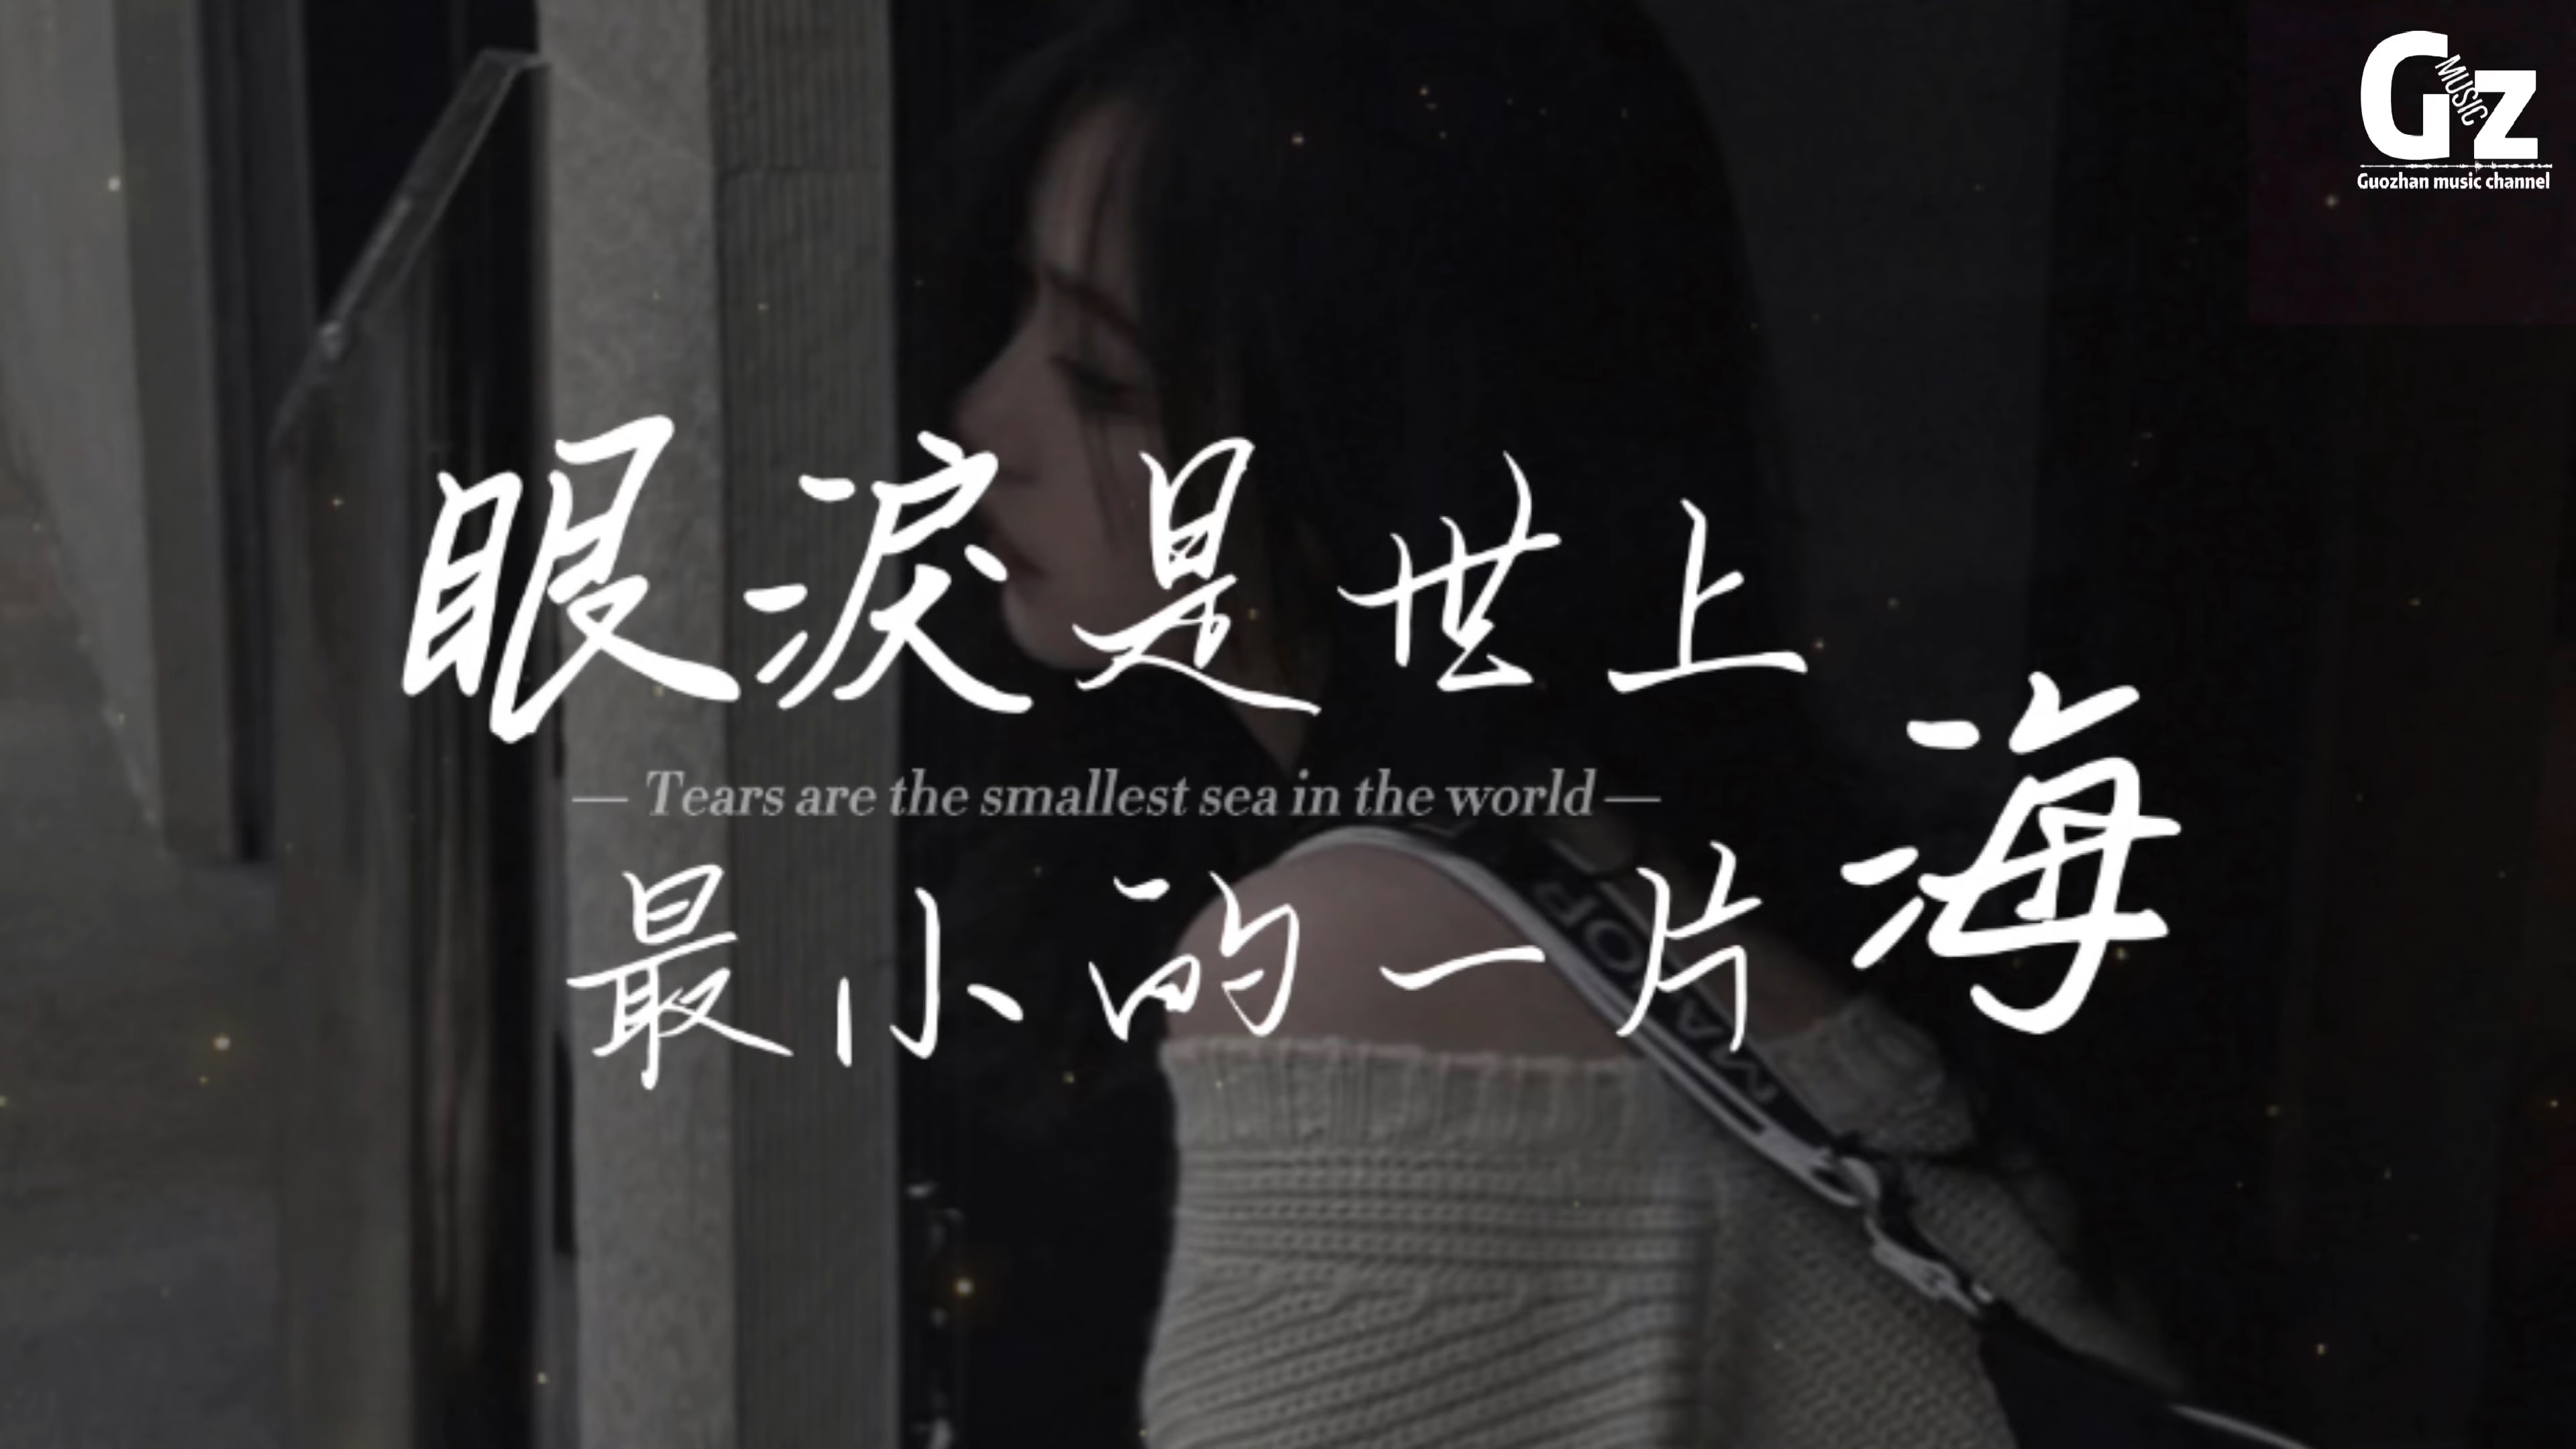 Gz
MUSIC
Guozhan music channel
眼淚是世上
— Tears are the smallest sea in the world —
最小的一片海